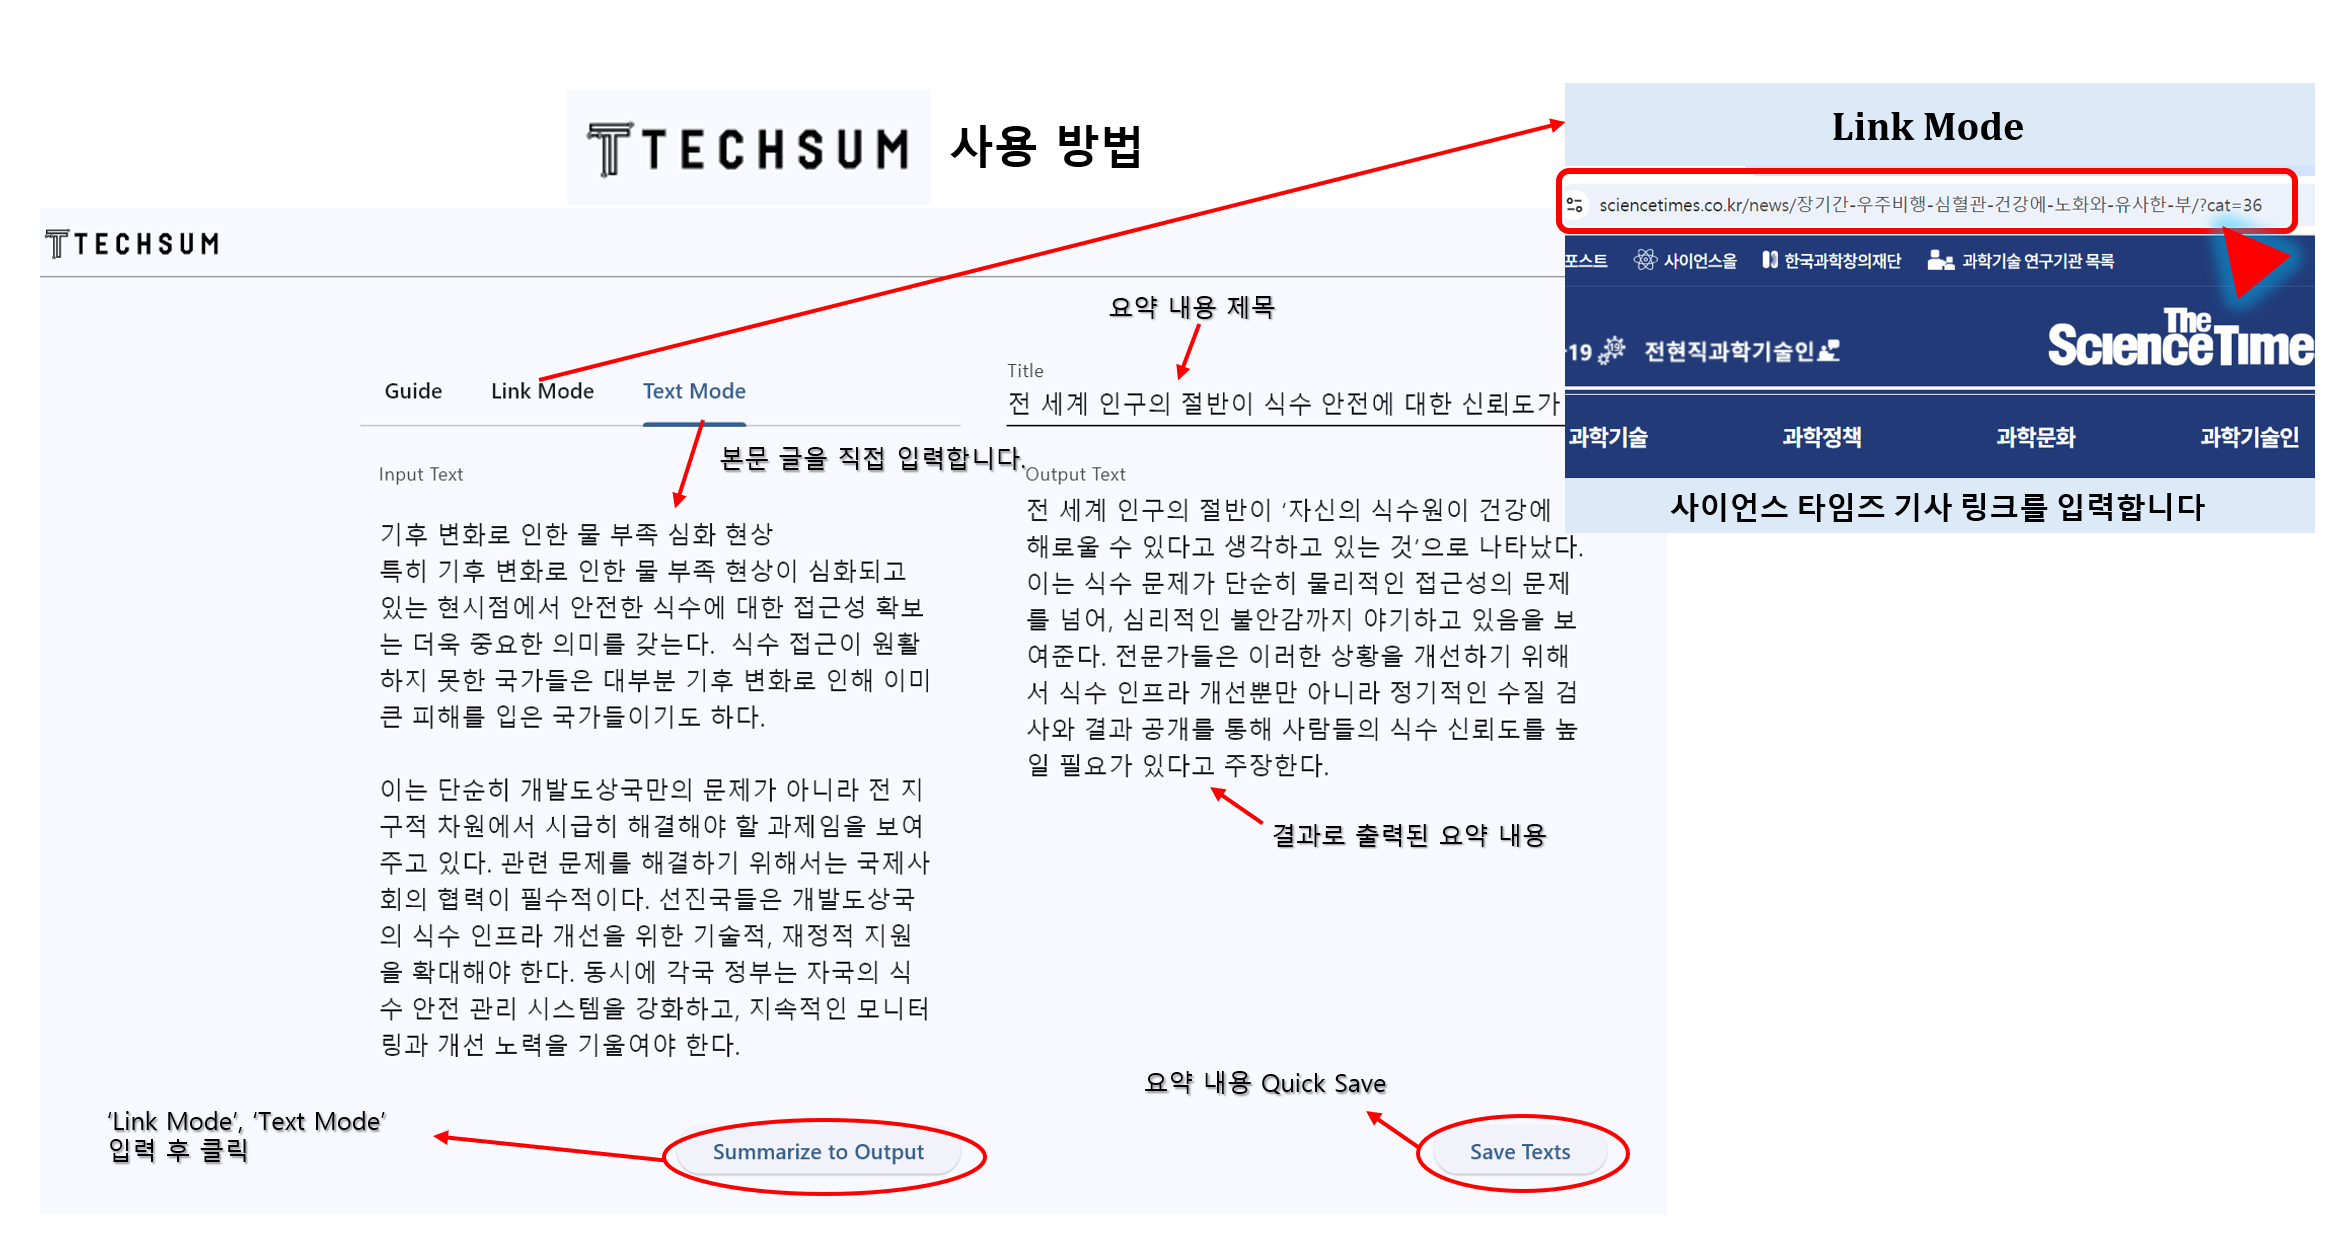 TECHSUM 사용 방법
TECHSUM
Guide
Link Mode
Text Mode
본문 글을 직접 입력합니다.
Input Text
기후 변화로 인한 물 부족 심화 현상
특히 기후 변화로 인한 물 부족 현상이 심화되고
있는 현시점에서 안전한 식수에 대한 접근성 확보
는 더욱 중요한 의미를 갖는다. 식수 접근이 원활
하지 못한 국가들은 대부분 기후 변화로 인해 이미
큰 피해를 입은 국가들이기도 하다.
이는 단순히 개발도상국만의 문제가 아니라 전 지
구적 차원에서 시급히 해결해야 할 과제임을 보여
주고 있다. 관련 문제를 해결하기 위해서는 국제사
회의 협력이 필수적이다. 선진국들은 개발도상국
의 식수 인프라 개선을 위한 기술적, 재정적 지원
을 확대해야 한다. 동시에 각국 정부는 자국의 식
수 안전 관리 시스템을 강화하고, 지속적인 모니터
링과 개선 노력을 기울여야 한다.
‘Link Mode’, ‘Text Mode’
입력 후 클릭
Summarize to Output
요약 내용 제목
Title
전 세계 인구의 절반이 식수 안전에 대한 신뢰도가
Output Text
전 세계 인구의 절반이 ‘자신의 식수원이 건강에
해로울 수 있다고 생각하고 있는 것’으로 나타났다.
이는 식수 문제가 단순히 물리적인 접근성의 문제
를 넘어, 심리적인 불안감까지 야기하고 있음을 보
여준다. 전문가들은 이러한 상황을 개선하기 위해
서 식수 인프라 개선뿐만 아니라 정기적인 수질 검
사와 결과 공개를 통해 사람들의 식수 신뢰도를 높
일 필요가 있다고 주장한다.
결과로 출력된 요약 내용
요약 내용 Quick Save
Save Texts
Link Mode
sciencetimes.co.kr/news/장기간-우주비행-심혈관-건강에-노화와-유사한-부/?cat=36
포스트 사이언스올 한국과학창의재단 과학기술 연구기관 목록
-19 전현직과학기술인
The
ScienceTime
과학기술 과학정책 과학문화 과학기술인
사이언스 타임즈 기사 링크를 입력합니다